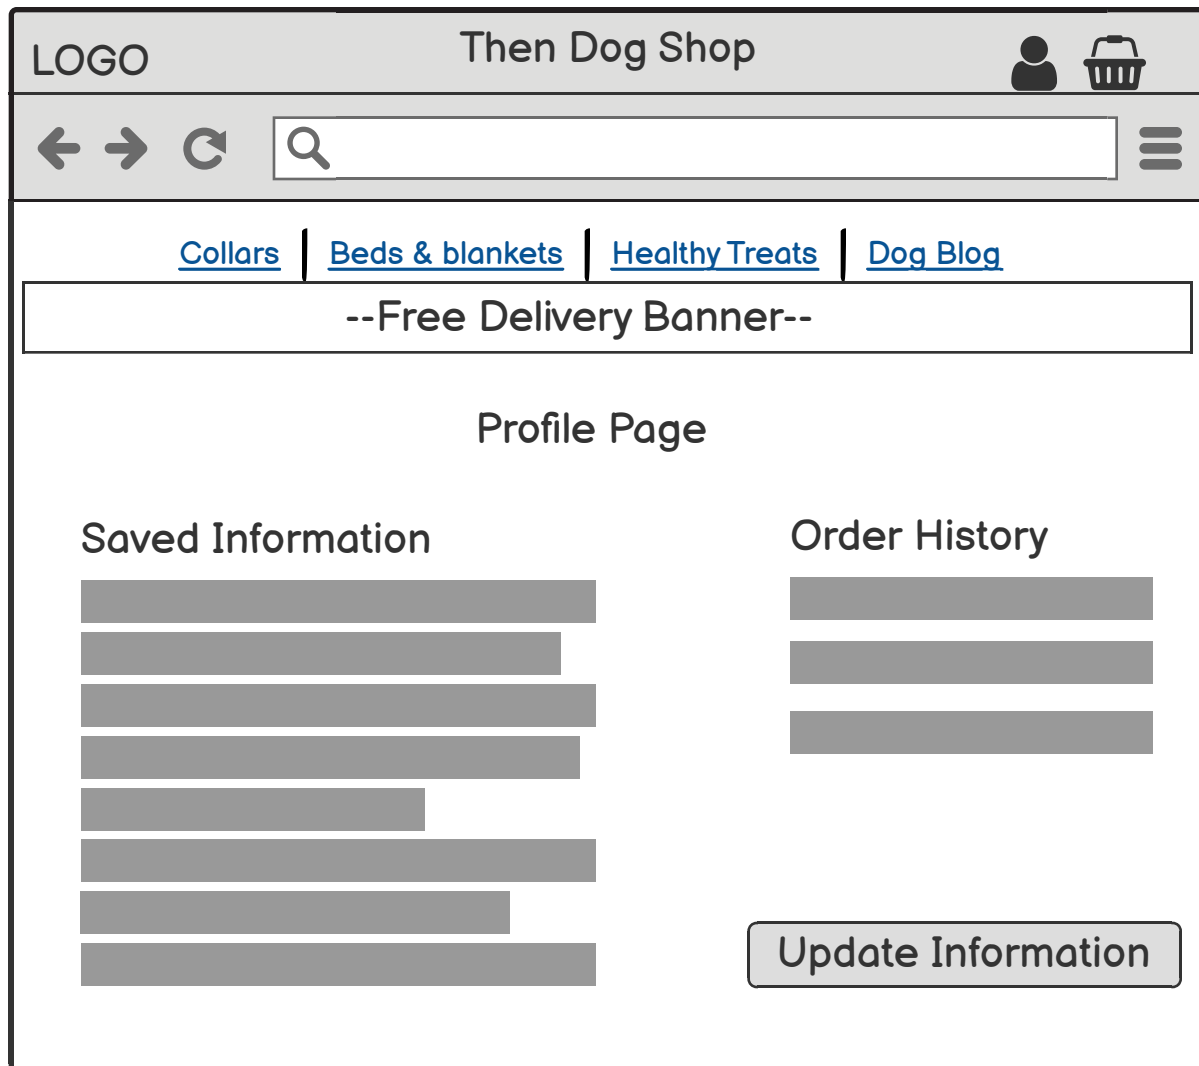 LOGO
Then Dog Shop
Collars
Beds & blankets
Healthy Treats
Dog Blog
--Free Delivery Banner--
Profile Page
Saved Information
Order History
Update Information